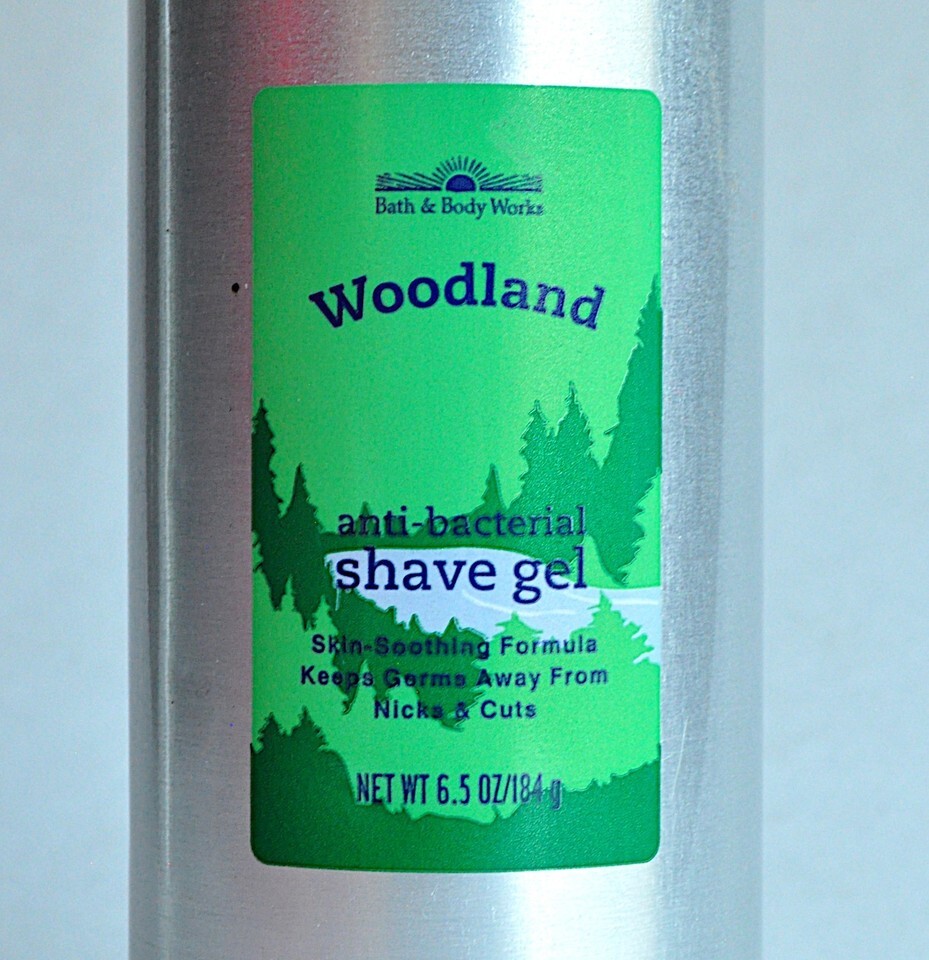 Bath & Body Works
Woodland
anti-bacterial
shave gel
Skin-Soothing Formula
Keeps Germs Away From
Nicks & Cuts
NET WT 6.5 OZ/184 g